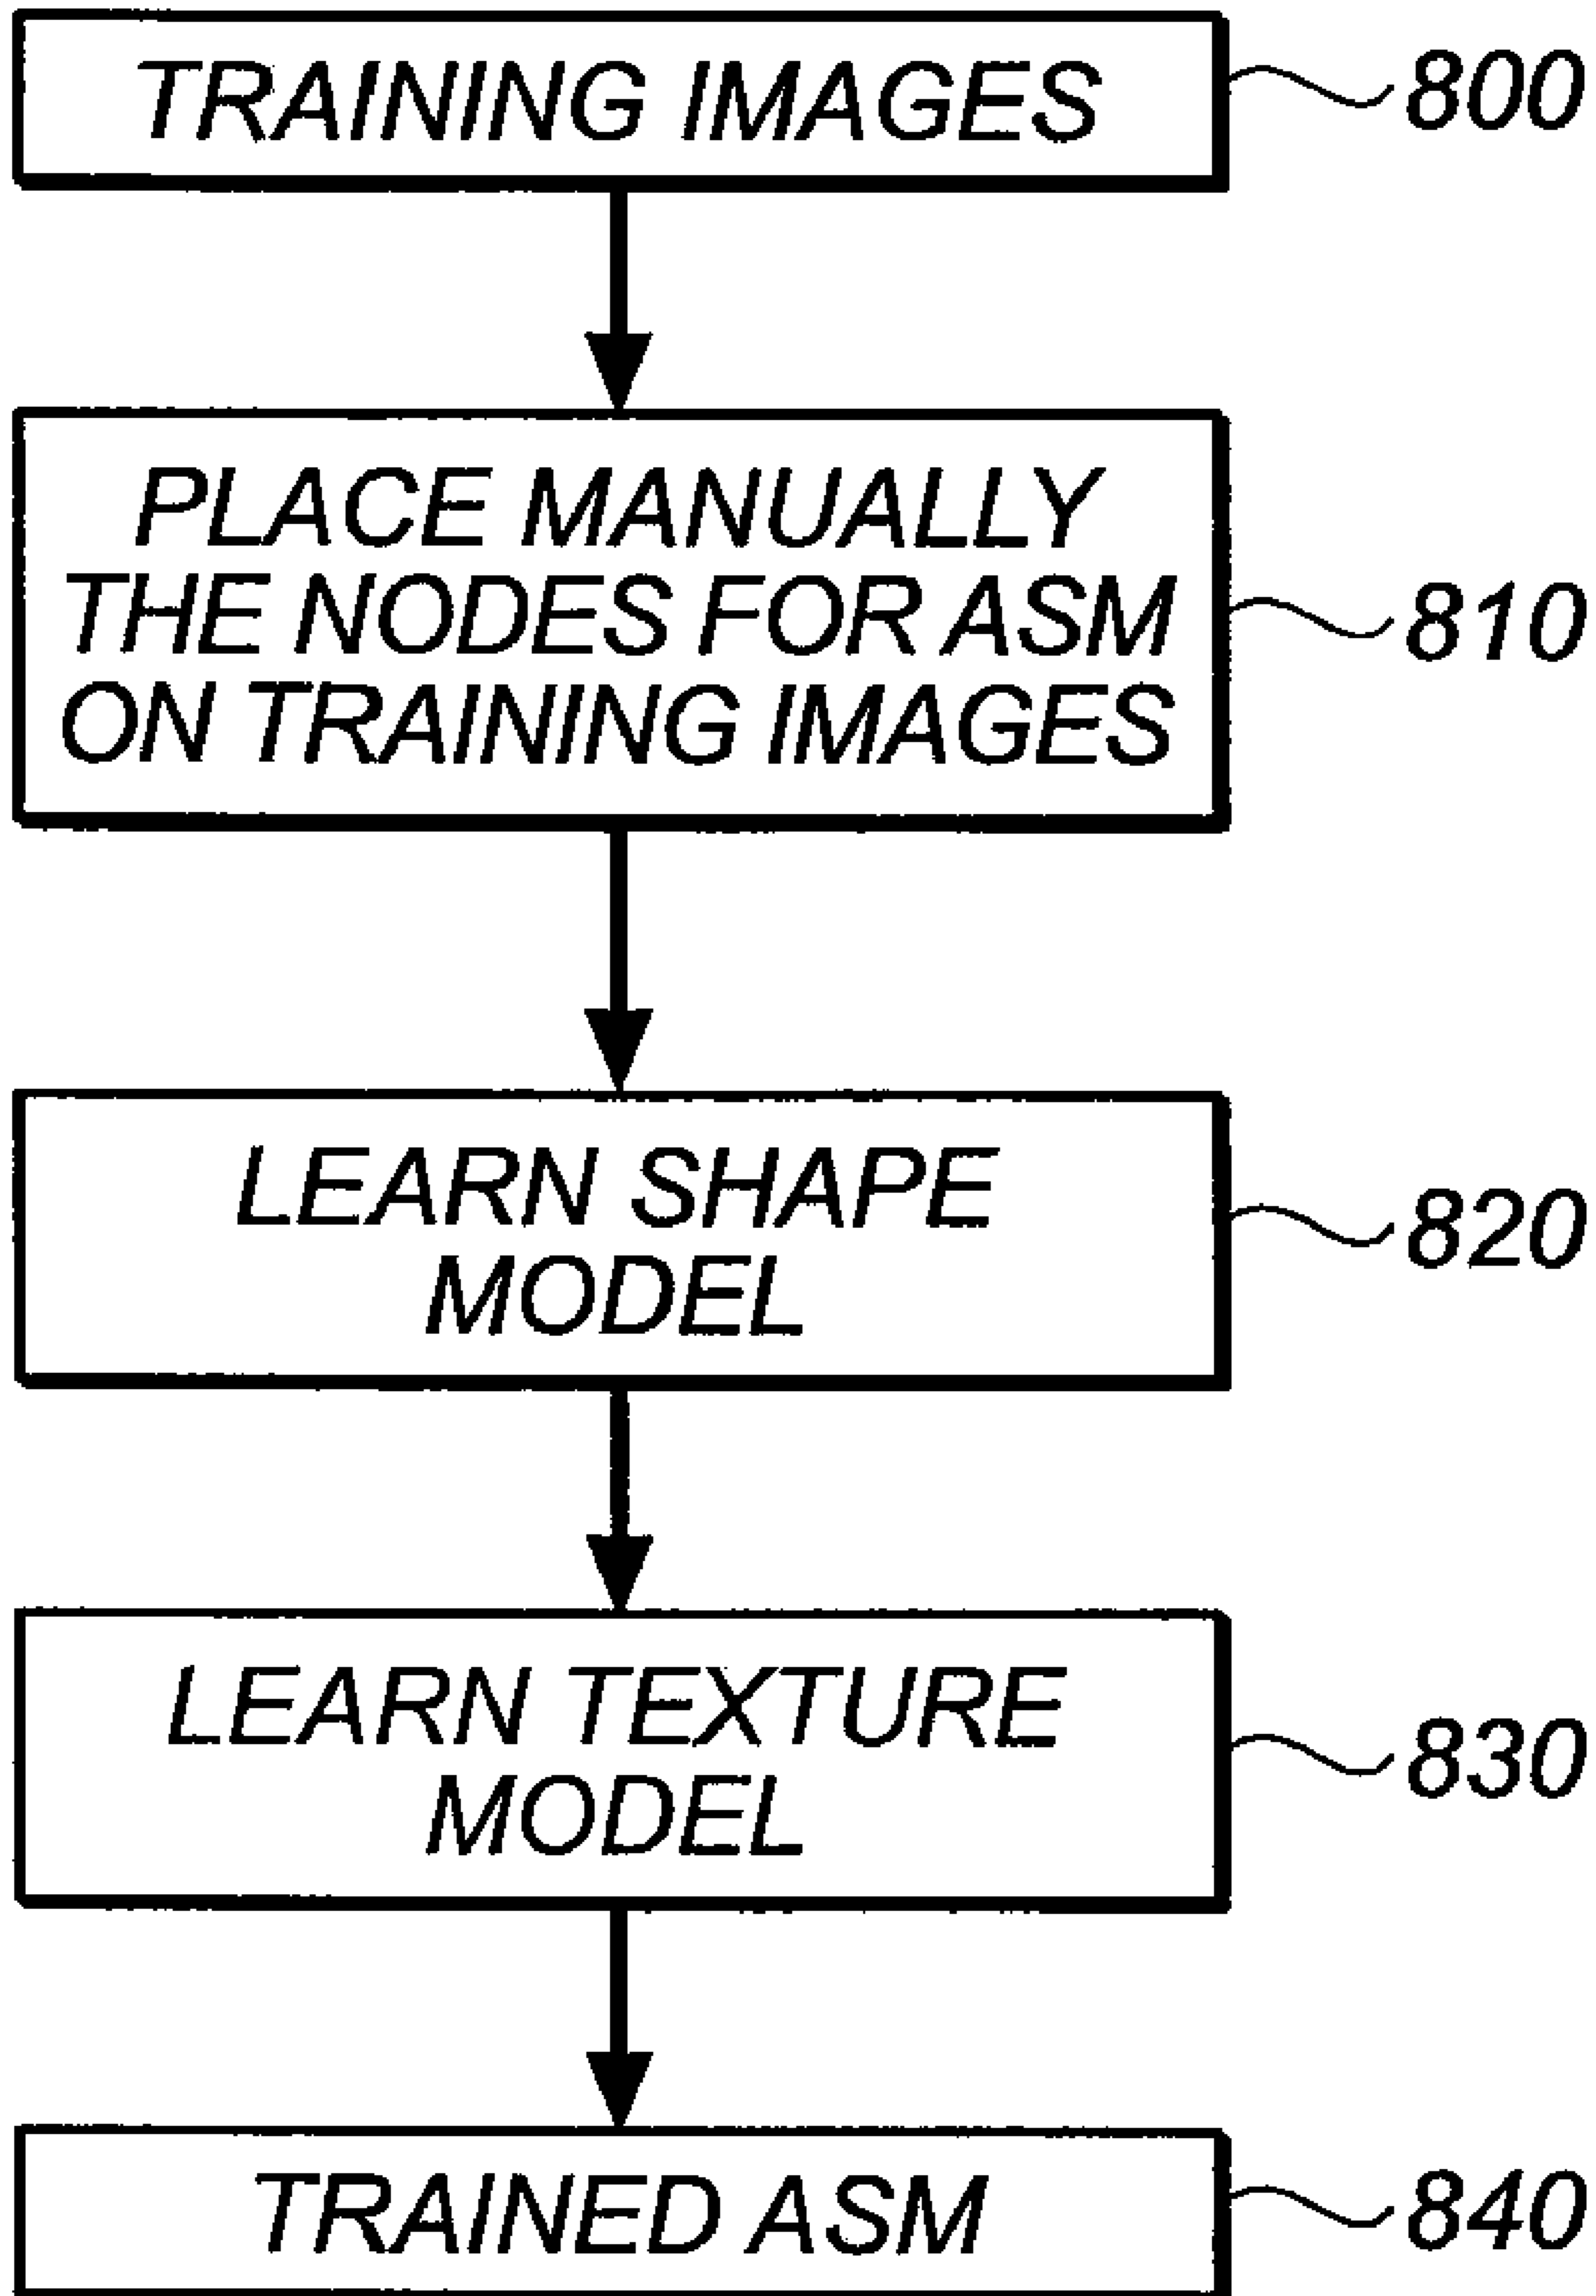 TRAINING IMAGES
800
PLACE MANUALLY
THE NODES FOR ASM
ON TRAINING IMAGES
810
LEARN SHAPE
MODEL
820
LEARN TEXTURE
MODEL
830
TRAINED ASM
840